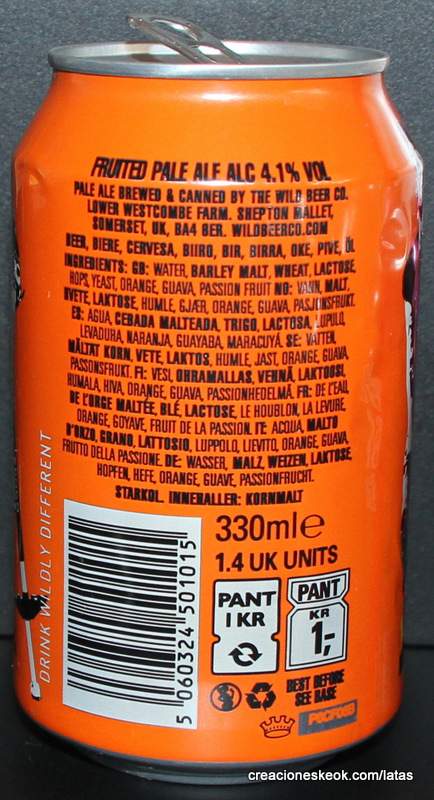 FRUITED PALE ALE ALC 4.1% VOL
PALE ALE BREWED & CANNED BY THE WILD BEER CO.
LOWER WESTCOMBE FARM. SHEPTON MALLET,
SOMERSET, UK, BA4 6ER. WILDBEERCO.COM
BEER, BIERE, CERVESA, BIIRO, BIR, BIRRA, OKE, PIVE, ÖL
INGREDIENTS: GB: WATER, BARLEY MALT, WHEAT, LACTOSE,
HOPS, YEAST, ORANGE, GUAVA, PASSION FRUIT NO: VANN, MALT,
HVETE, LAKTOSE, HUMLE, GJÆR, ORANGE, GUAVA, PASJONSFRUKT.
ES: AGUA, CEBADA MALTEADA, TRIGO, LACTOSA, LUPULO,
LEVADURA, NARANJA, GUAYABA, MARACUYÁ. SE: VATTEN,
MÄLTAT KORN, VETE, LAKTOS, HUMLE, JAST, ORANGE, GUAVA,
PASSIONSFRUKT. FI: VESI, OHRAMALLAS, VEHNÄ, LAKTOOSI,
HUMALA, HIVA, ORANGE, GUAVA, PASSIONHEDELMÄ. FR: DE L'EAU,
DE L'ORGE MALTÉE, BLÉ, LACTOSE, LE HOUBLON, LA LEVURE,
ORANGE, GOYAVE, FRUIT DE LA PASSION. IT: ACQUA, MALTO
D'ORZO, GRANO, LATTOSIO, LUPPOLO, LIEVITO, ORANGE, GUAVA,
FRUTTO DELLA PASSIONE. DE: WASSER, MALZ, WEIZEN, LAKTOSE,
HOPFEN, HEFE, ORANGE, GUAVE, PASSIONFRUCHT.
STARKOL. INNEHALLER: KORNMALT
DRINK WILDLY DIFFERENT
330ml e
1.4 UK UNITS
5 060324 501015
PANT
1 KR
PANT
KR
1,-
BEST BEFORE
SEE BASE
creacioneskeok.com/latas